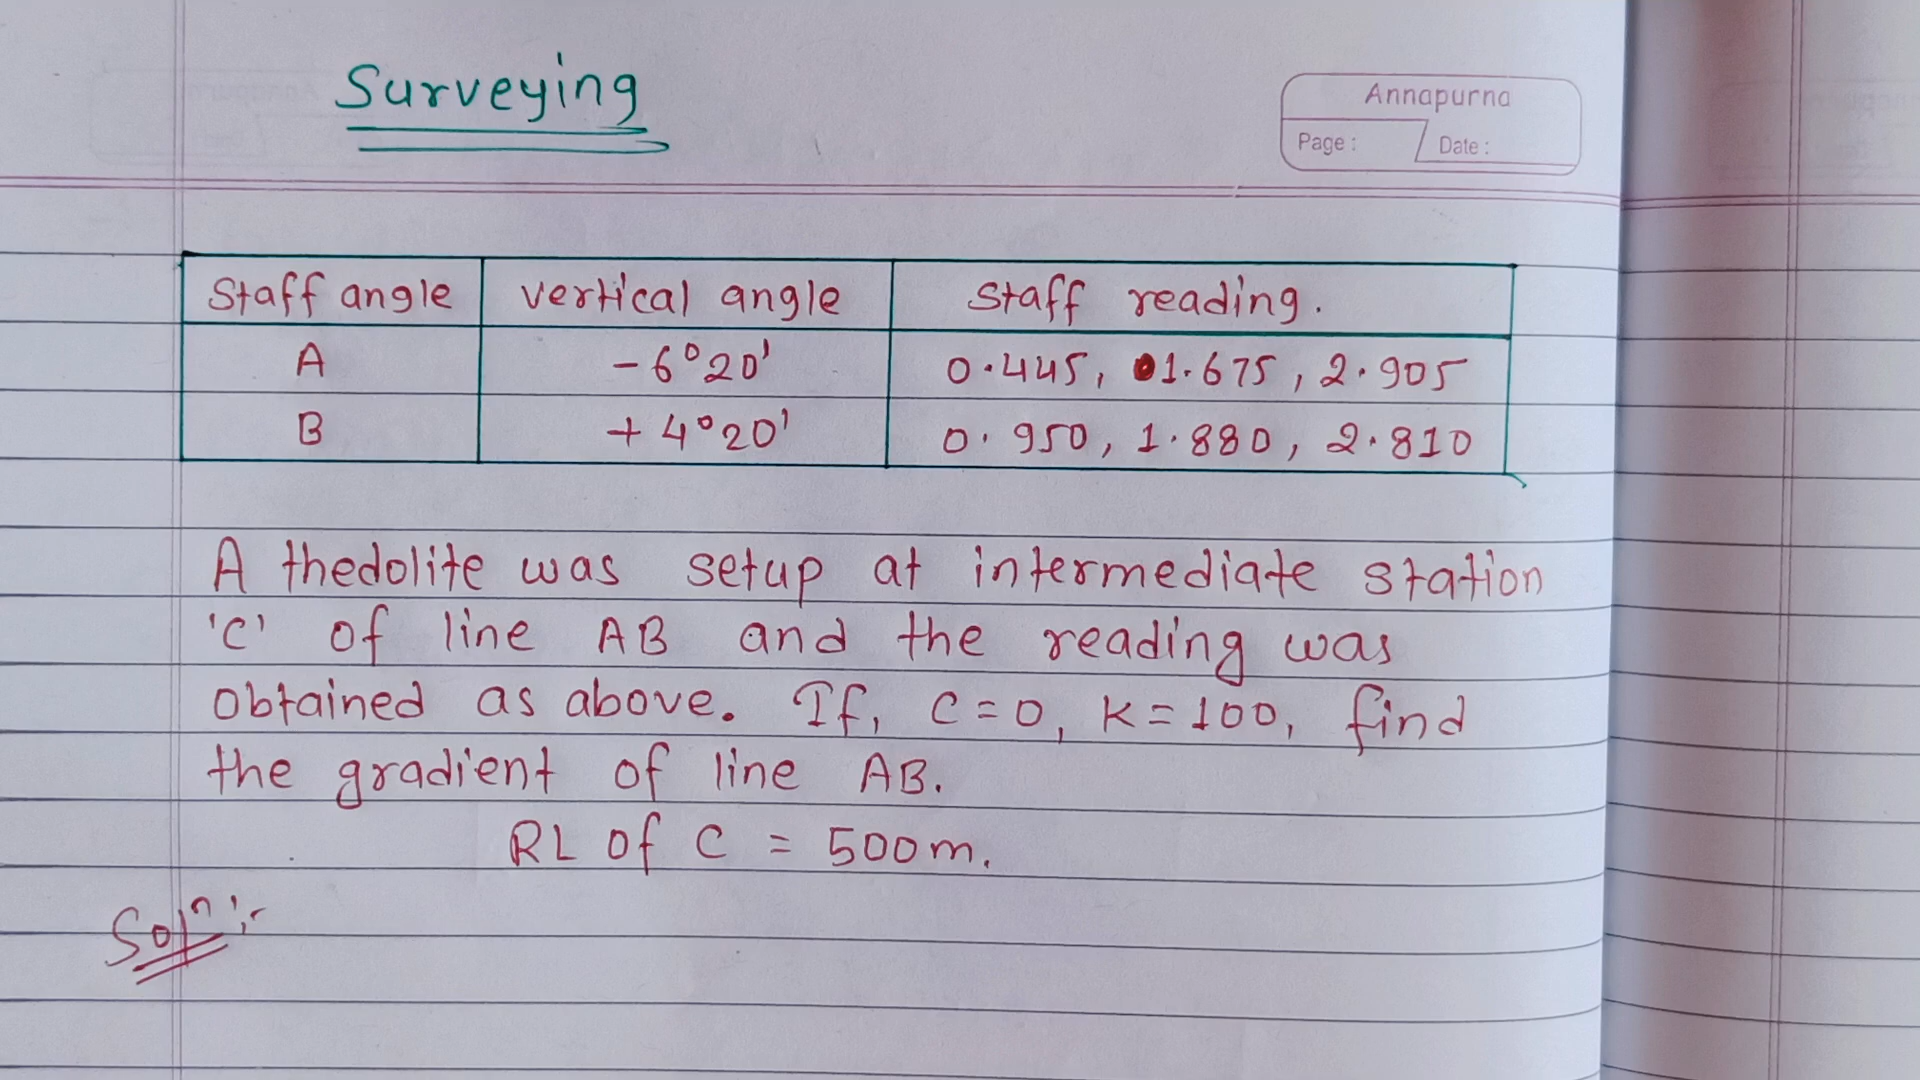 Surveying
Annapurna
Page :
Date :
Staff angle vertical angle staff reading.
A -6°20' 0.445, 1.675, 2.905
B +4°20' 0.950, 1.880, 2.810
A thedolite was setup at intermediate station
'C' of line AB and the reading was
obtained as above. If, C=0, K=100, find
the gradient of line AB.
RL of C = 500m.
Solⁿ:-